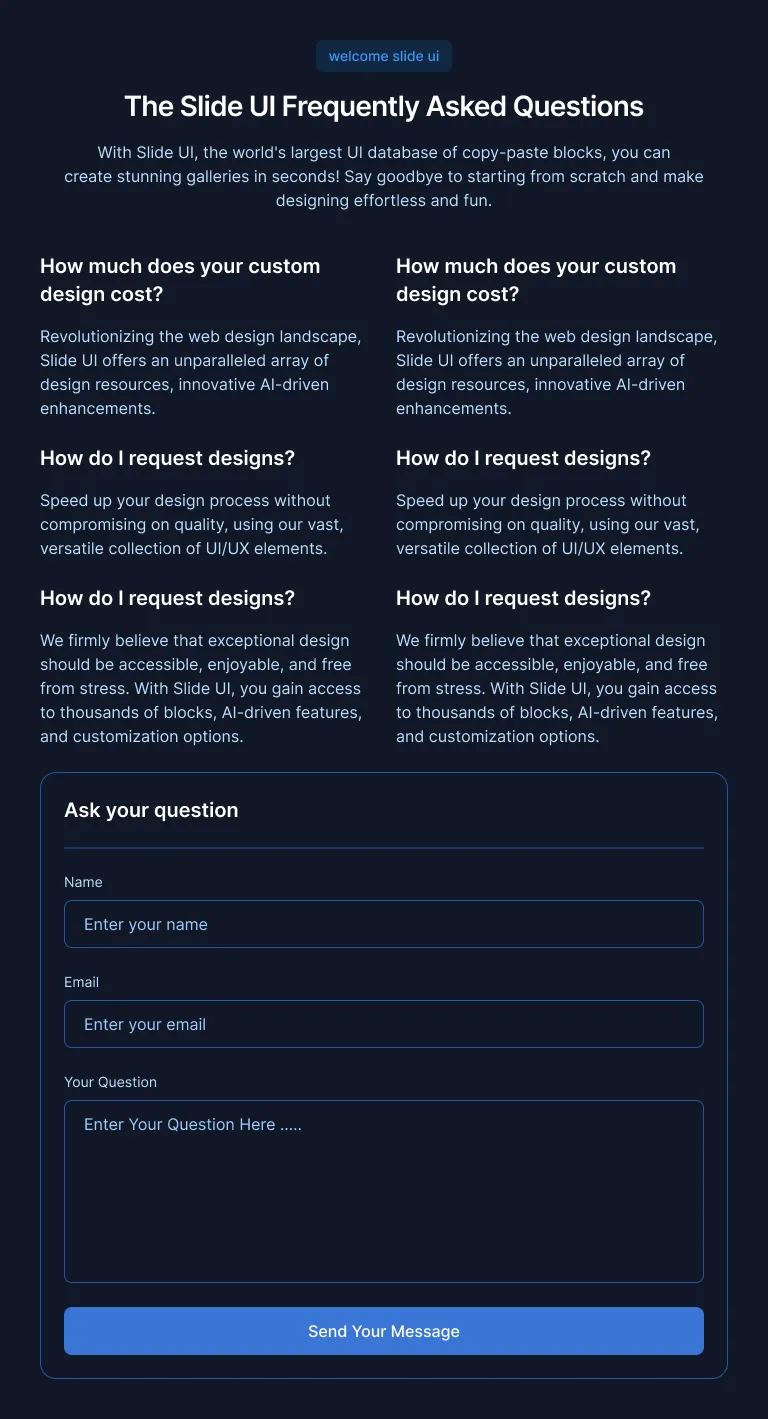 welcome slide ui
The Slide UI Frequently Asked Questions
With Slide UI, the world's largest UI database of copy-paste blocks, you can
create stunning galleries in seconds! Say goodbye to starting from scratch and make
designing effortless and fun.
How much does your custom
design cost?
Revolutionizing the web design landscape,
Slide UI offers an unparalleled array of
design resources, innovative AI-driven
enhancements.
How do I request designs?
Speed up your design process without
compromising on quality, using our vast,
versatile collection of UI/UX elements.
How do I request designs?
We firmly believe that exceptional design
should be accessible, enjoyable, and free
from stress. With Slide UI, you gain access
to thousands of blocks, AI-driven features,
and customization options.
How much does your custom
design cost?
Revolutionizing the web design landscape,
Slide UI offers an unparalleled array of
design resources, innovative AI-driven
enhancements.
How do I request designs?
Speed up your design process without
compromising on quality, using our vast,
versatile collection of UI/UX elements.
How do I request designs?
We firmly believe that exceptional design
should be accessible, enjoyable, and free
from stress. With Slide UI, you gain access
to thousands of blocks, AI-driven features,
and customization options.
Ask your question
Name
Enter your name
Email
Enter your email
Your Question
Enter Your Question Here .....
Send Your Message